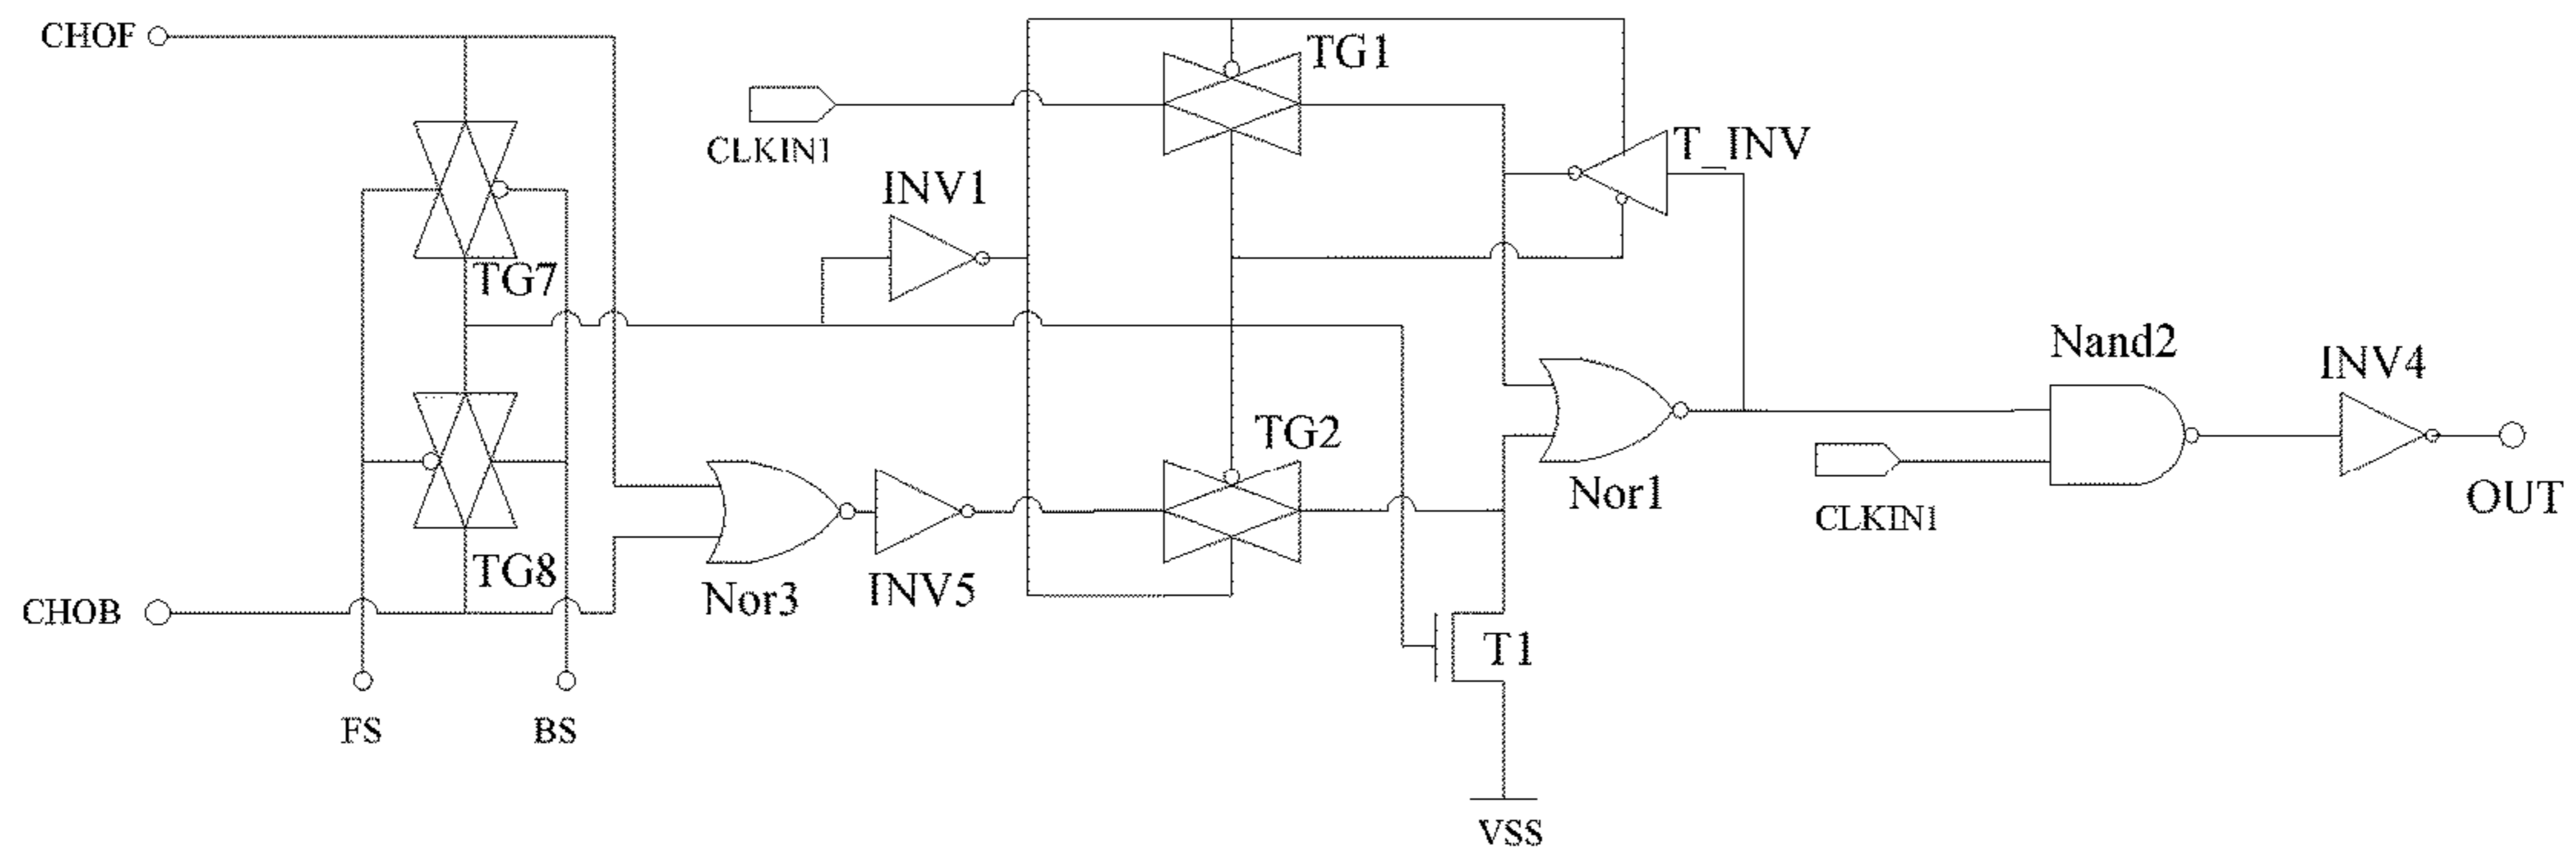 CHOF
TG1
CLKIN1
T_INV
INV1
TG7
Nand2
INV4
TG2
TG8
Nor3
INV5
Nor1
CLKIN1
OUT
CHOB
T1
FS
BS
VSS